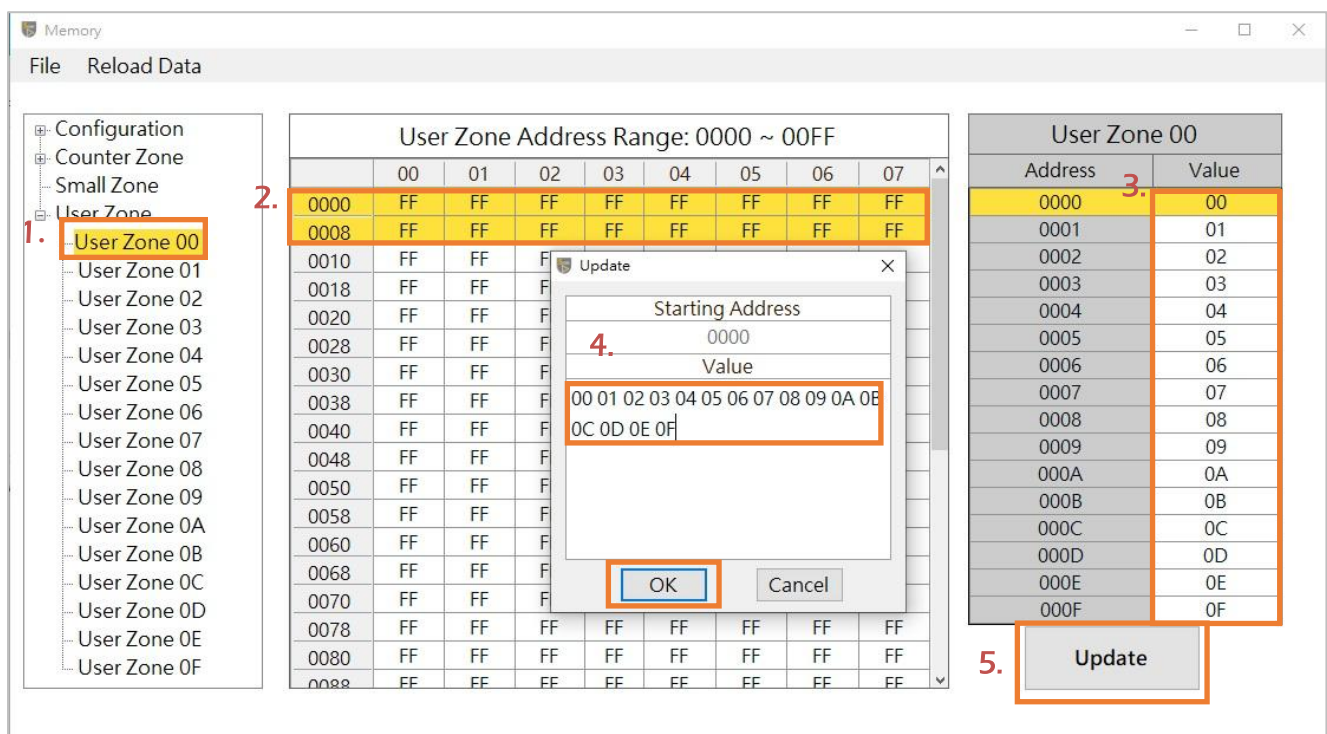 Memory
File Reload Data
Configuration
Counter Zone
Small Zone
User Zone
1.
User Zone 00
User Zone 01
User Zone 02
User Zone 03
User Zone 04
User Zone 05
User Zone 06
User Zone 07
User Zone 08
User Zone 09
User Zone 0A
User Zone 0B
User Zone 0C
User Zone 0D
User Zone 0E
User Zone 0F
User Zone Address Range: 0000 ~ 00FF
00 01 02 03 04 05 06 07
2.
0000 FF FF FF FF FF FF FF FF
0008 FF FF FF FF FF FF FF FF
0010 FF FF F
0018 FF FF F
0020 FF FF F
0028 FF FF F
0030 FF FF F
0038 FF FF F
0040 FF FF F
0048 FF FF F
0050 FF FF F
0058 FF FF F
0060 FF FF F
0068 FF FF F
0070 FF FF F
0078 FF FF FF FF FF FF FF FF
0080 FF FF FF FF FF FF FF FF
0088 FF FF FF FF FF FF FF FF
Update
Starting Address
0000
4.
Value
00 01 02 03 04 05 06 07 08 09 0A 0B
0C 0D 0E 0F
OK Cancel
User Zone 00
Address Value
3.
0000 00
0001 01
0002 02
0003 03
0004 04
0005 05
0006 06
0007 07
0008 08
0009 09
000A 0A
000B 0B
000C 0C
000D 0D
000E 0E
000F 0F
5.
Update